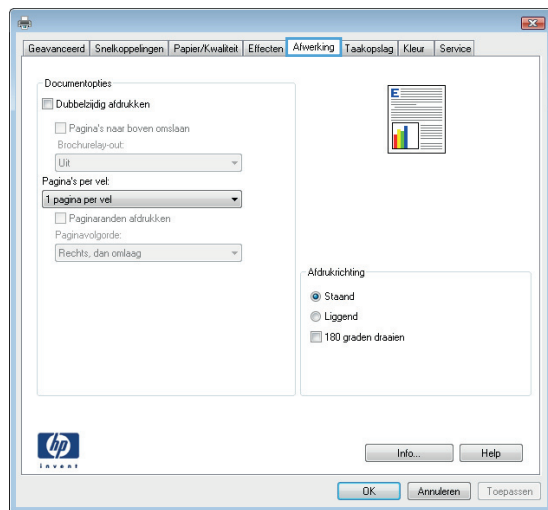 Geavanceerd Snelkoppelingen Papier/Kwaliteit Effecten Afwerking Taakopslag Kleur Service
Documentopties
Dubbelzijdig afdrukken
Pagina's naar boven omslaan
Brochurelay-out:
Uit
Pagina's per vel:
1 pagina per vel
Paginaranden afdrukken
Paginavolgorde:
Rechts, dan omlaag
E
Afdrukrichting
Staand
Liggend
180 graden draaien
hp
invent
Info... Help
OK Annuleren Toepassen